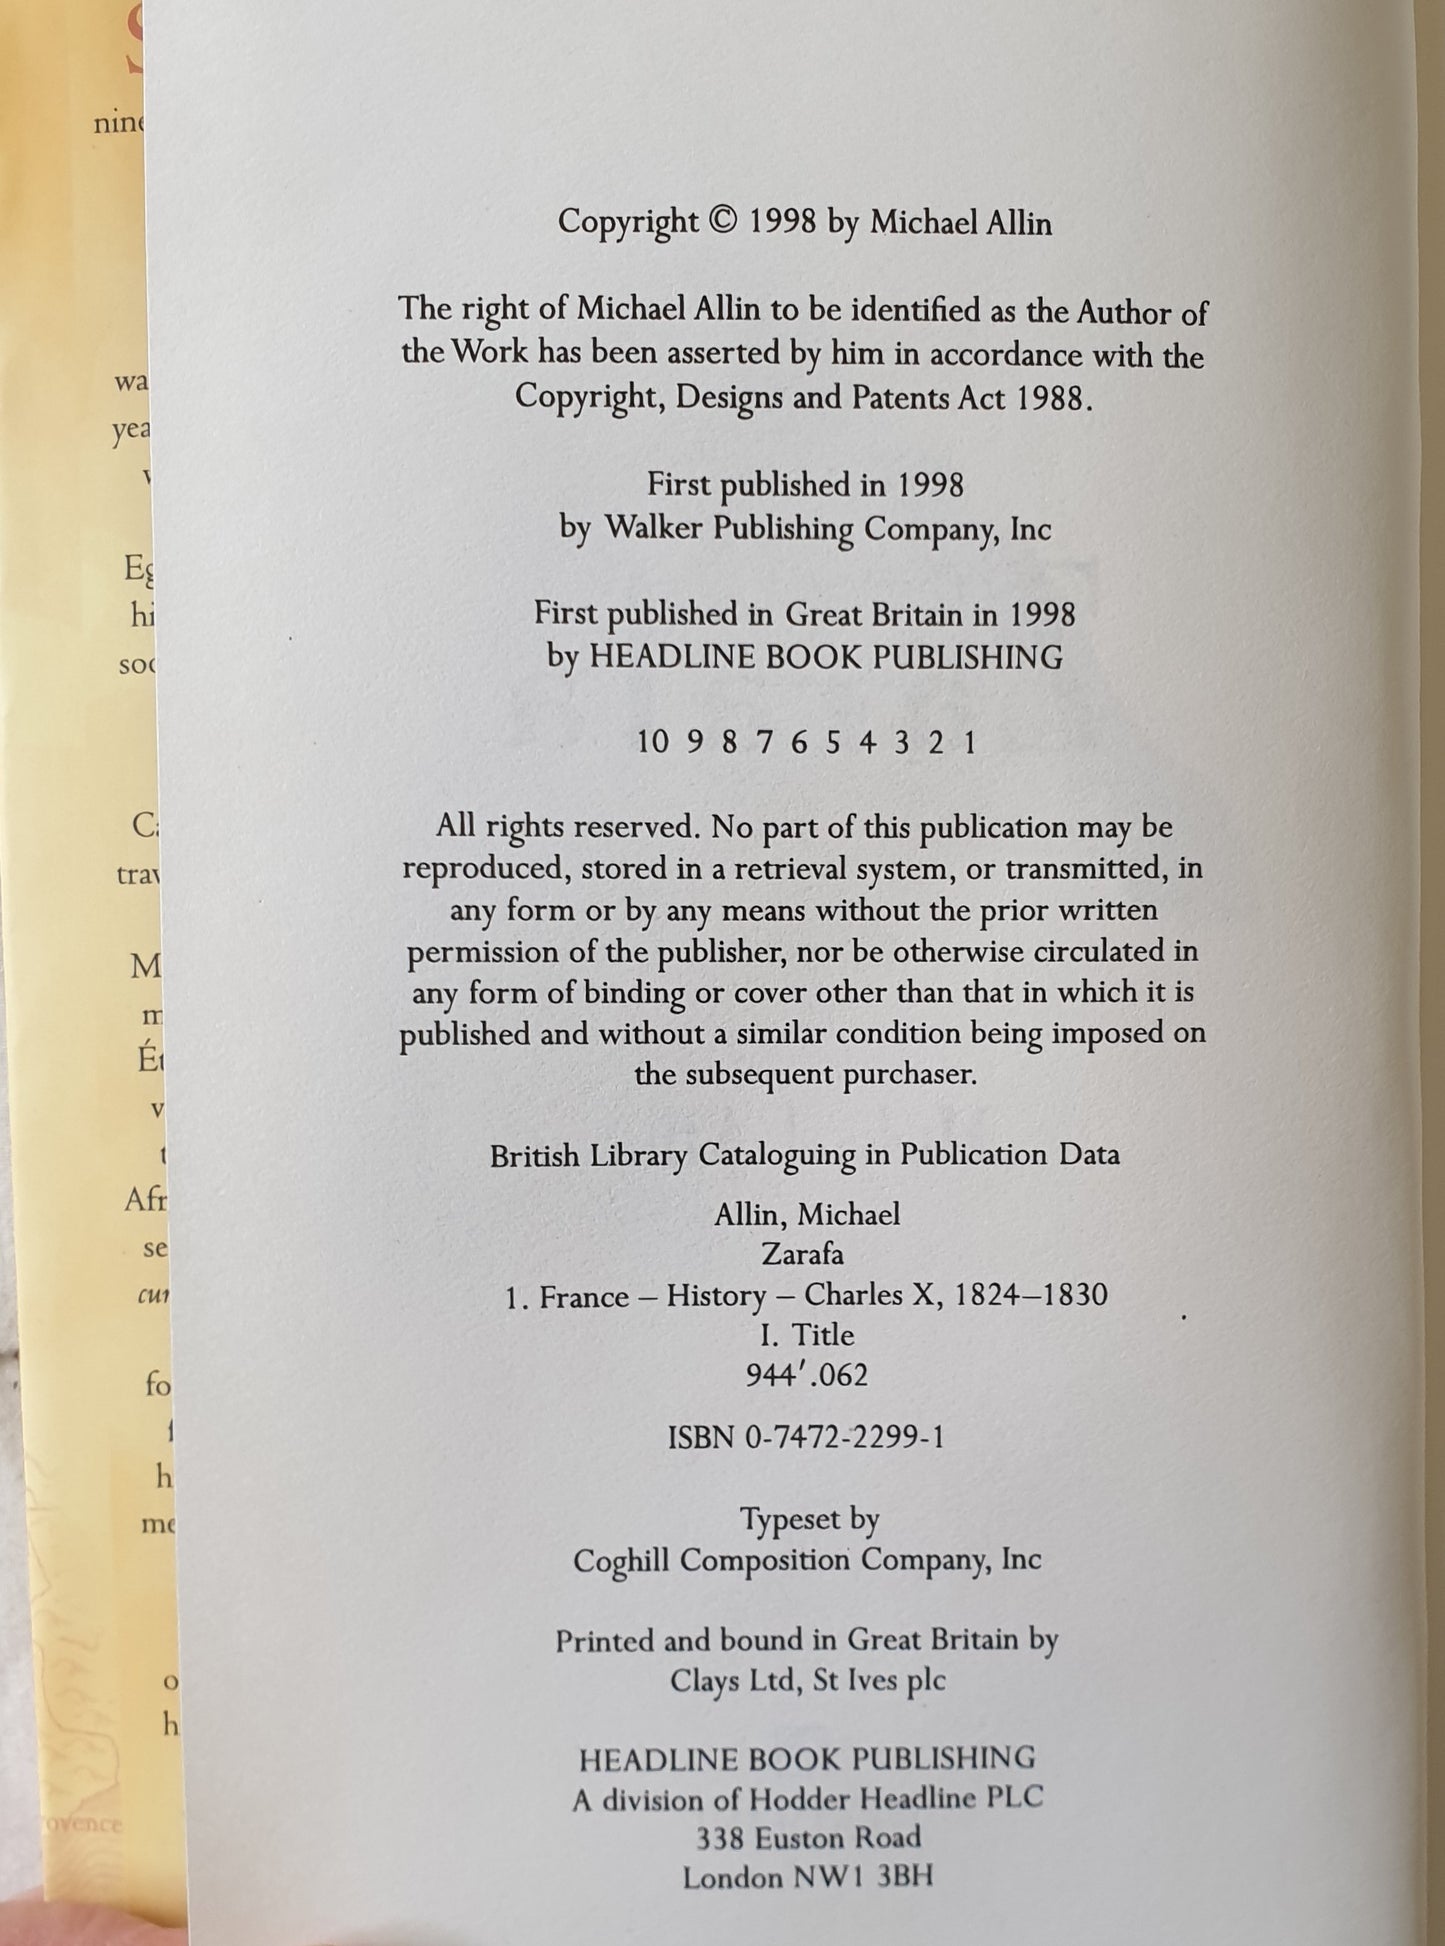 Copyright © 1998 by Michael Allin
The right of Michael Allin to be identified as the Author of
the Work has been asserted by him in accordance with the
Copyright, Designs and Patents Act 1988.
First published in 1998
by Walker Publishing Company, Inc
First published in Great Britain in 1998
by HEADLINE BOOK PUBLISHING
10 9 8 7 6 5 4 3 2 1
All rights reserved. No part of this publication may be
reproduced, stored in a retrieval system, or transmitted, in
any form or by any means without the prior written
permission of the publisher, nor be otherwise circulated in
any form of binding or cover other than that in which it is
published and without a similar condition being imposed on
the subsequent purchaser.
British Library Cataloguing in Publication Data
Allin, Michael
Zarafa
1. France – History – Charles X, 1824–1830
I. Title
944′.062
ISBN 0-7472-2299-1
Typeset by
Coghill Composition Company, Inc
Printed and bound in Great Britain by
Clays Ltd, St Ives plc
HEADLINE BOOK PUBLISHING
A division of Hodder Headline PLC
338 Euston Road
London NW1 3BH